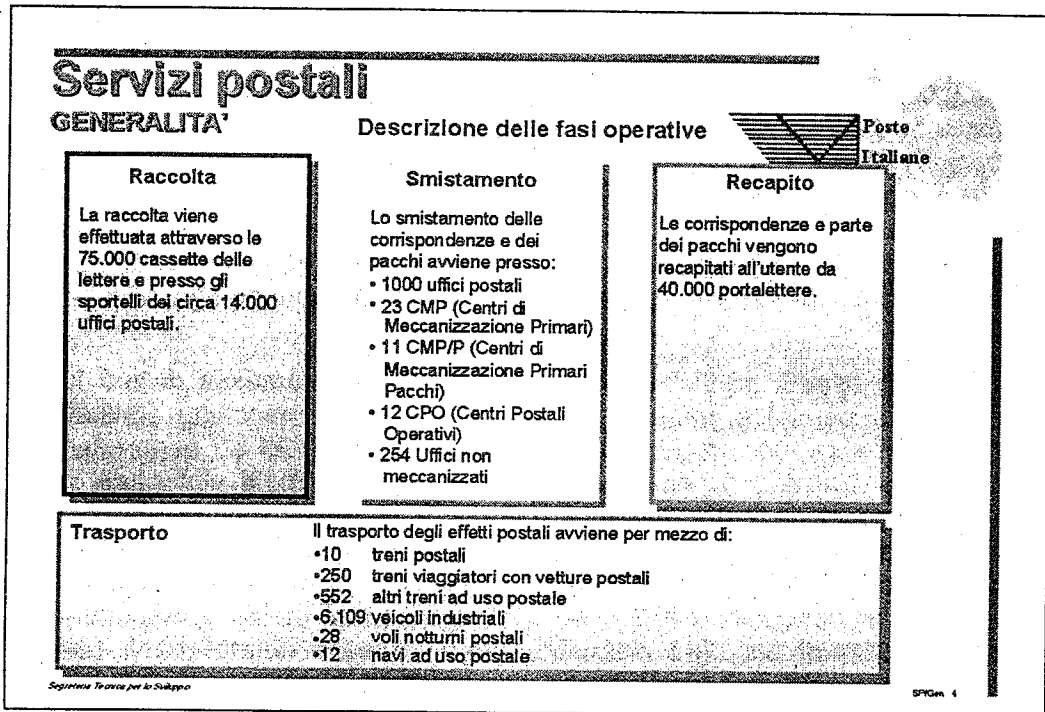 Servizi postali
GENERALITA'
Descrizione delle fasi operative
Poste
Italiane
Raccolta
La raccolta viene
effettuata attraverso le
75.000 cassette delle
lettere e presso gli
sportelli dei circa 14.000
uffici postali.
Smistamento
Lo smistamento delle
corrispondenze e dei
pacchi avviene presso:
• 1000 uffici postali
• 23 CMP (Centri di
Meccanizzazione Primari)
• 11 CMP/P (Centri di
Meccanizzazione Primari
Pacchi)
• 12 CPO (Centri Postali
Operativi)
• 254 Uffici non
meccanizzati
Recapito
Le corrispondenze e parte
dei pacchi vengono
recapitati all'utente da
40.000 portalettere.
Trasporto
Il trasporto degli effetti postali avviene per mezzo di:
•10 treni postali
•250 treni viaggiatori con vetture postali
•552 altri treni ad uso postale
•6.109 veicoli industriali
•28 voli notturni postali
•12 navi ad uso postale.
Segreteria Tecnica per lo Sviluppo
SP/Gen 4